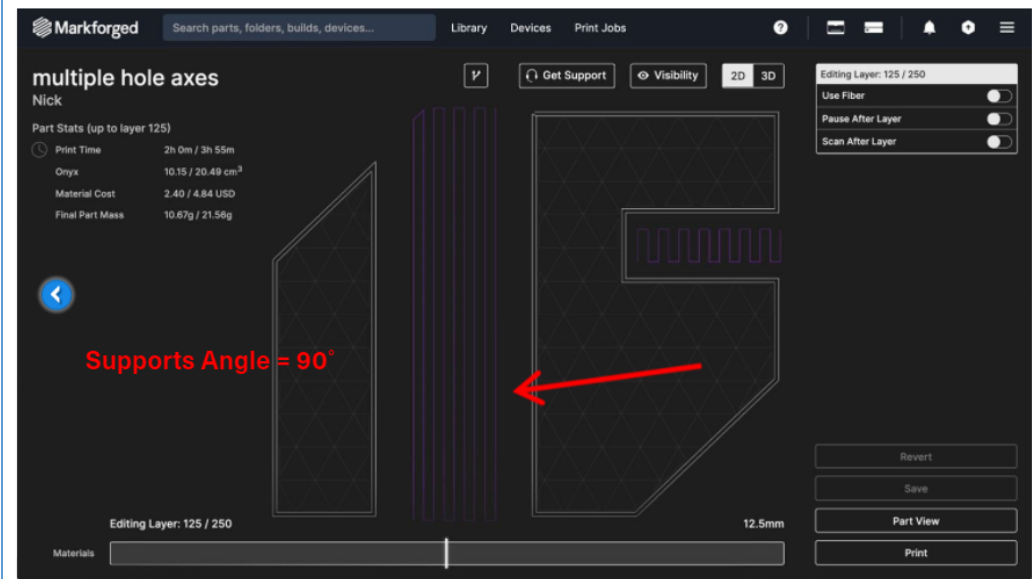 Markforged
Search parts, folders, builds, devices...
Library
Devices
Print Jobs
multiple hole axes
Nick
Get Support
Visibility
2D 3D
Part Stats (up to layer 125)
Print Time 2h 0m / 3h 55m
Onyx 10.15 / 20.49 cm³
Material Cost 2.40 / 4.84 USD
Final Part Mass 10.67g / 21.56g
Editing Layer: 125 / 250
Use Fiber
Pause After Layer
Scan After Layer
Supports Angle = 90°
Revert
Save
Part View
Print
Editing Layer: 125 / 250
12.5mm
Materials